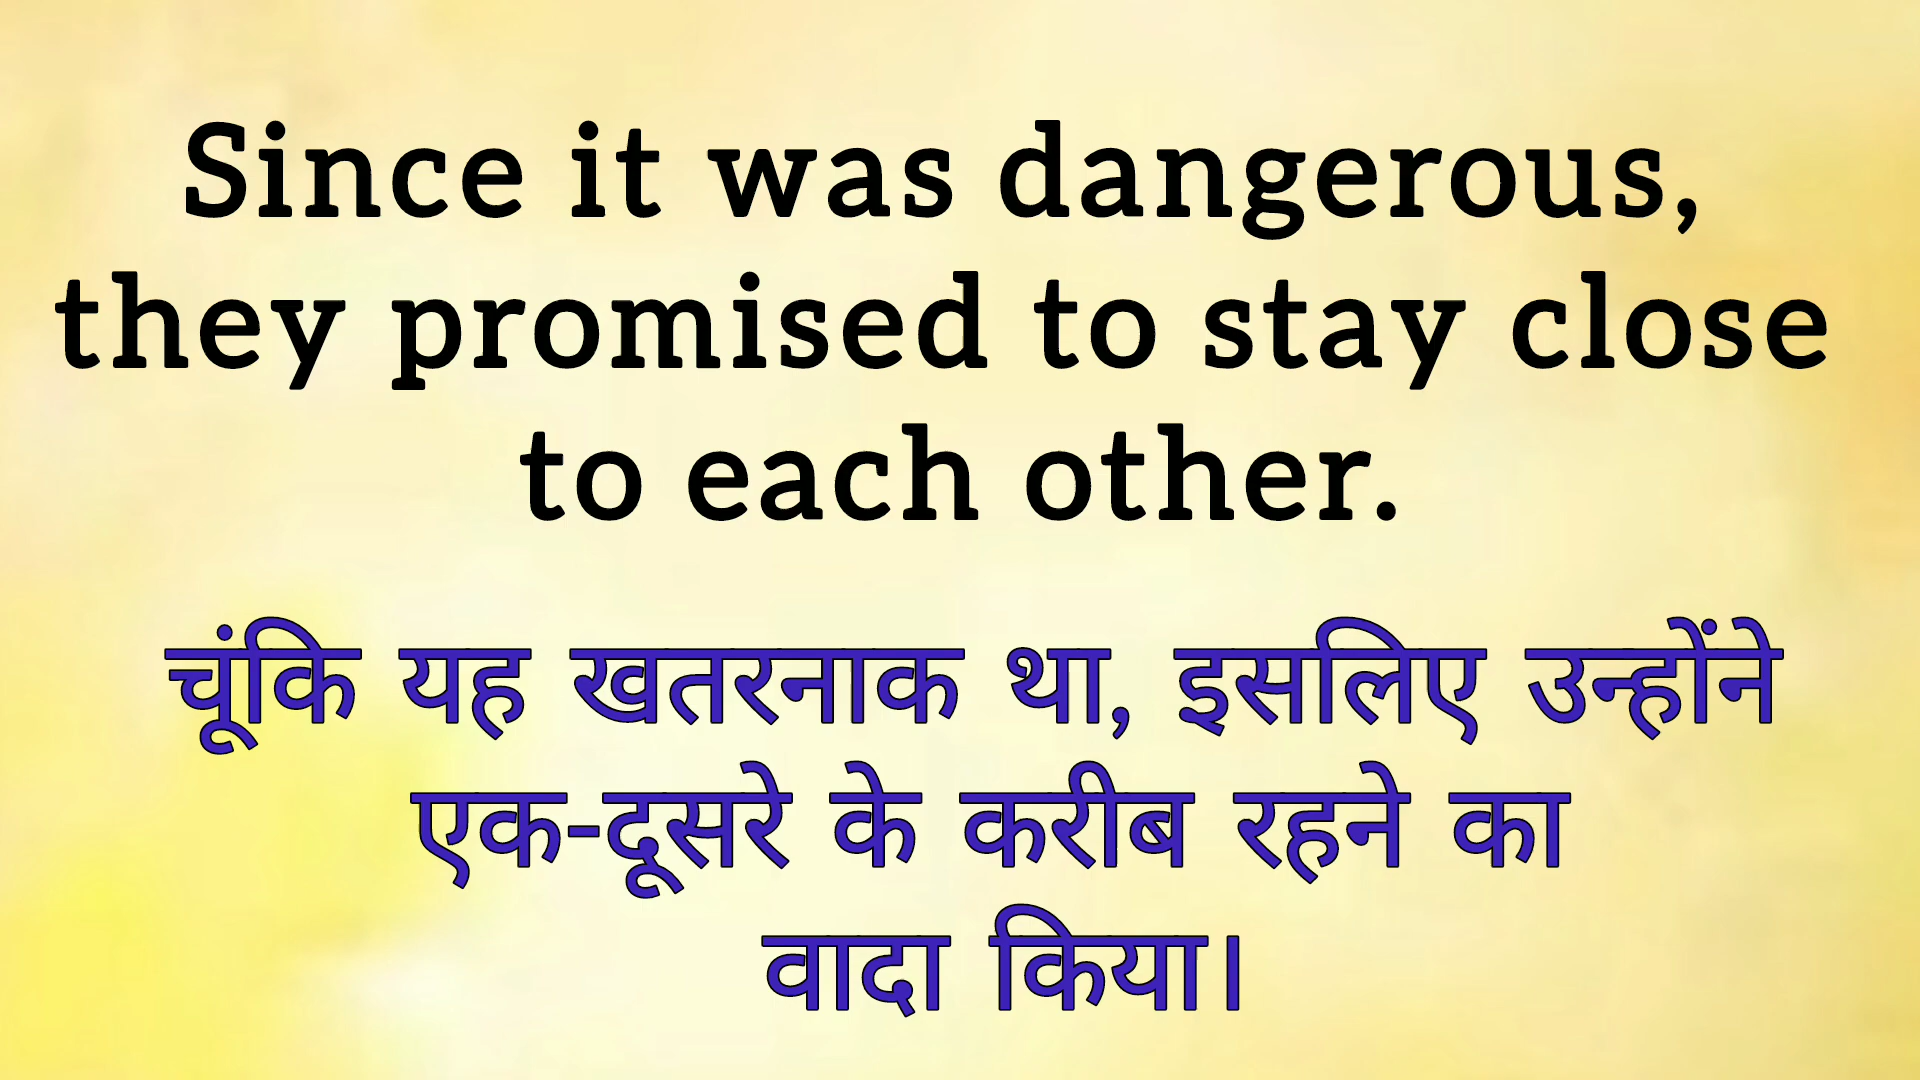 Since it was dangerous,
they promised to stay close
to each other.
चूंकि यह खतरनाक था, इसलिए उन्होंने
एक-दूसरे के करीब रहने का
वादा किया।